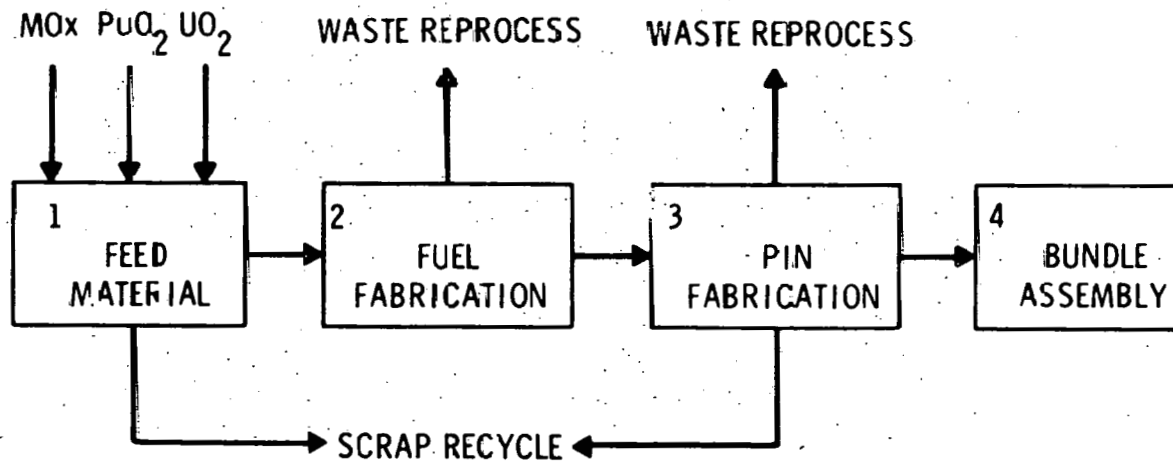 MOx PuO2 UO2
WASTE REPROCESS
WASTE REPROCESS
1
FEED
MATERIAL
2
FUEL
FABRICATION
3
PIN
FABRICATION
4
BUNDLE
ASSEMBLY
SCRAP RECYCLE